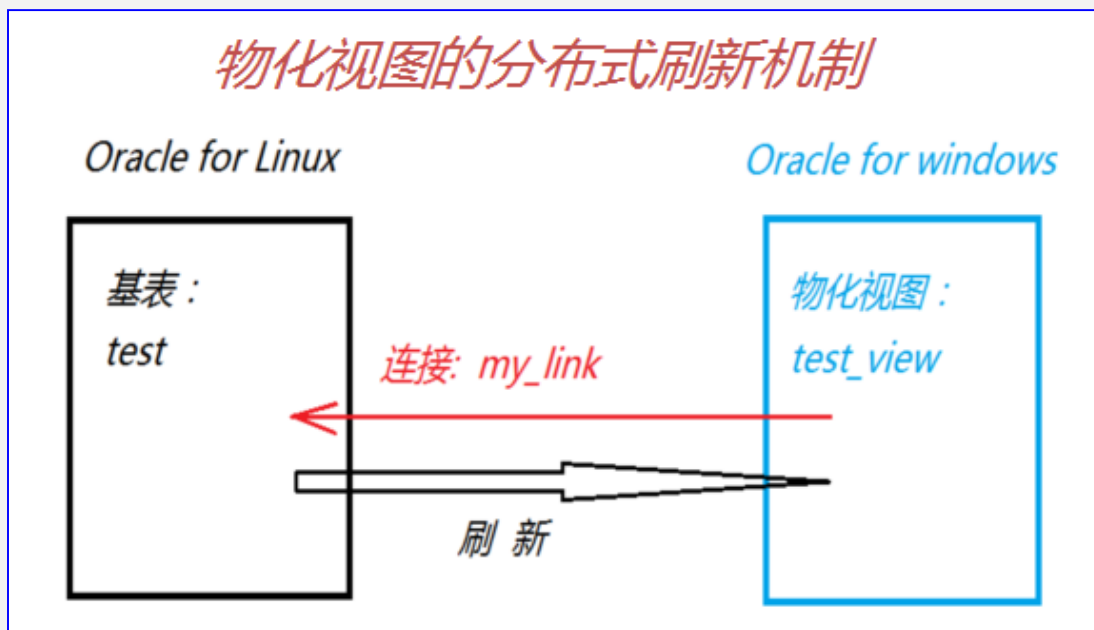 物化视图的分布式刷新机制
Oracle for Linux
Oracle for windows
基表：
test
物化视图：
test_view
连接: my_link
刷 新